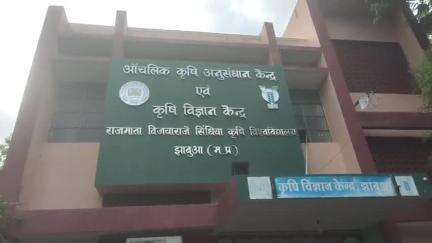 आँचलिक कृषि अनुसंधान केन्द्र
एवं
कृषि विज्ञान केन्द्र
राजमाता विजयाराजे सिंधिया कृषि विश्वविद्यालय
झाबुआ (म.प्र.)
कृषि विज्ञान केन्द्र, झाबुआ